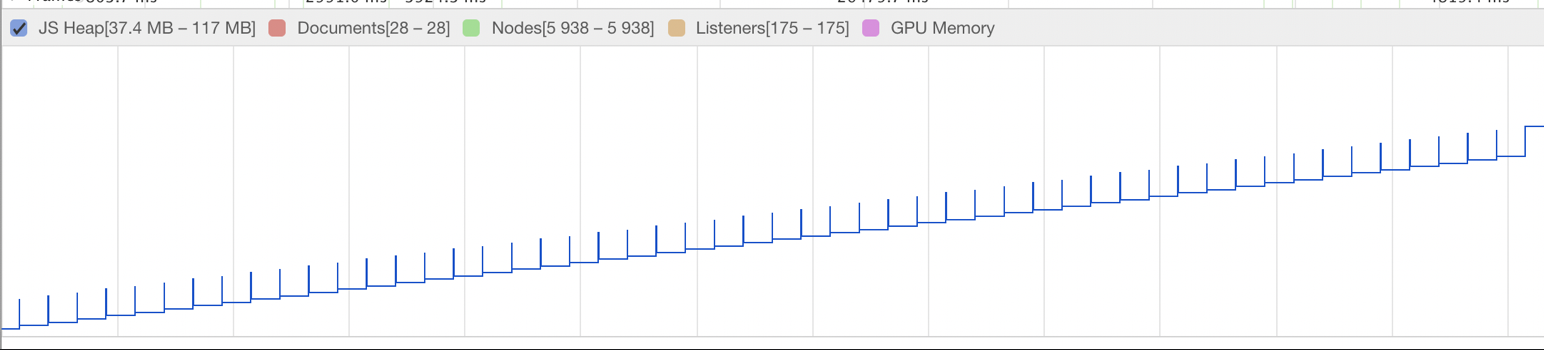 JS Heap[37.4 MB – 117 MB] Documents[28 – 28] Nodes[5 938 – 5 938] Listeners[175 – 175] GPU Memory